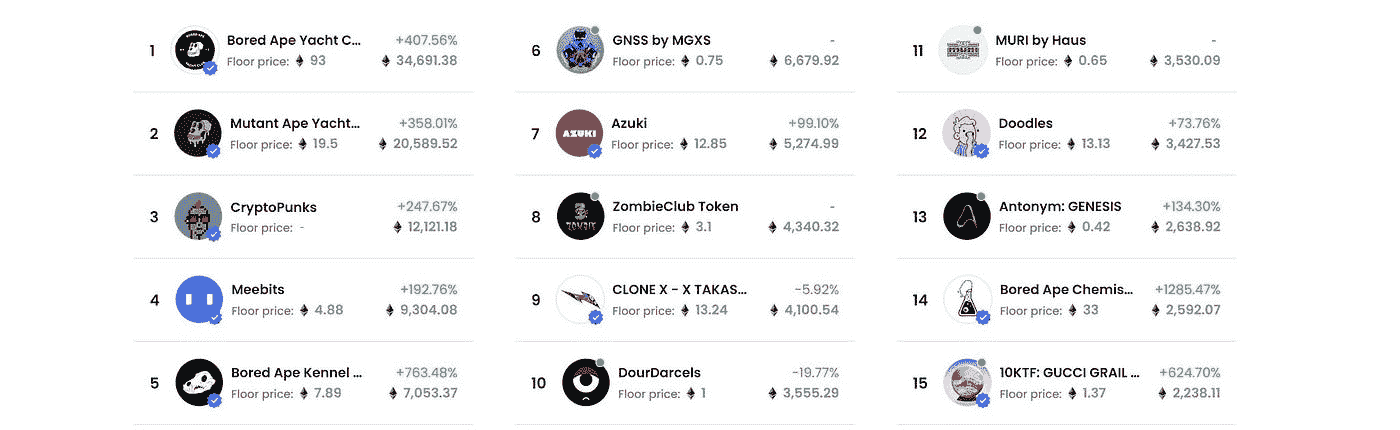 1
Bored Ape Yacht C...
+407.56%
Floor price: 93
34,691.38
2
Mutant Ape Yacht...
+358.01%
Floor price: 19.5
20,589.52
3
CryptoPunks
+247.67%
Floor price: -
12,121.18
4
Meebits
+192.76%
Floor price: 4.88
9,304.08
5
Bored Ape Kennel ...
+763.48%
Floor price: 7.89
7,053.37
6
GNSS by MGXS
-
Floor price: 0.75
6,679.92
7
AZUKI
Azuki
+99.10%
Floor price: 12.85
5,274.99
8
ZOMBIE
ZombieClub Token
-
Floor price: 3.1
4,340.32
9
CLONE X - X TAKAS...
-5.92%
Floor price: 13.24
4,100.54
10
DourDarcels
-19.77%
Floor price: 1
3,555.29
11
MURI by Haus
-
Floor price: 0.65
3,530.09
12
Doodles
+73.76%
Floor price: 13.13
3,427.53
13
Antonym: GENESIS
+134.30%
Floor price: 0.42
2,638.92
14
Bored Ape Chemis...
+1285.47%
Floor price: 33
2,592.07
15
10KTF: GUCCI GRAIL ...
+624.70%
Floor price: 1.37
2,238.11